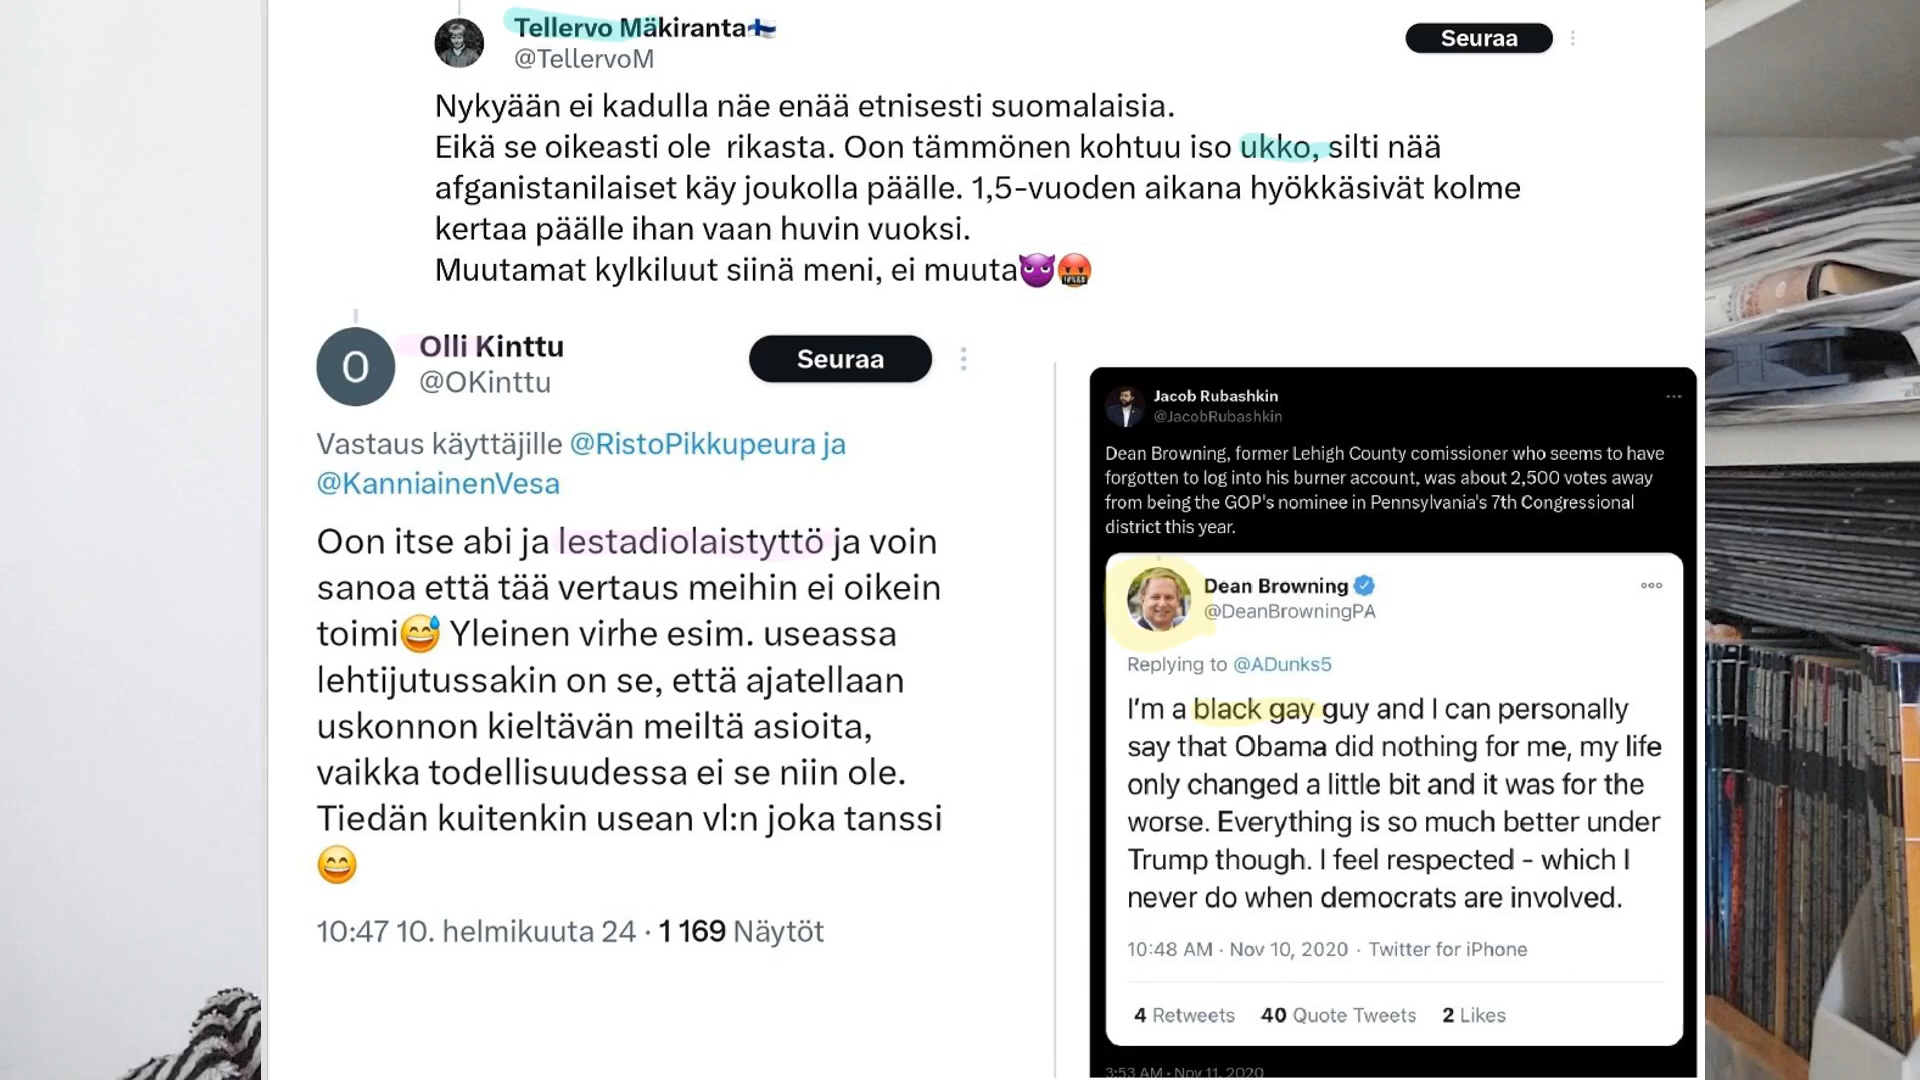 Tellervo Mäkiranta🇫🇮
@TellervoM
Seuraa
Nykyään ei kadulla näe enää etnisesti suomalaisia.
Eikä se oikeasti ole rikasta. Oon tämmönen kohtuu iso ukko, silti nää
afganistanilaiset käy joukolla päälle. 1,5-vuoden aikana hyökkäsivät kolme
kertaa päälle ihan vaan huvin vuoksi.
Muutamat kylkiluut siinä meni, ei muuta😈🤬
O
Olli Kinttu
@OKinttu
Seuraa
Vastaus käyttäjille @RistoPikkupeura ja
@KanniainenVesa
Oon itse abi ja lestadiolaistyttö ja voin
sanoa että tää vertaus meihin ei oikein
toimi😅 Yleinen virhe esim. useassa
lehtijutussakin on se, että ajatellaan
uskonnon kieltävän meiltä asioita,
vaikka todellisuudessa ei se niin ole.
Tiedän kuitenkin usean vl:n joka tanssi
😄
10:47 10. helmikuuta 24 · 1 169 Näytöt
Jacob Rubashkin
@JacobRubashkin
Dean Browning, former Lehigh County comissioner who seems to have
forgotten to log into his burner account, was about 2,500 votes away
from being the GOP's nominee in Pennsylvania's 7th Congressional
district this year.
Dean Browning
@DeanBrowningPA
Replying to @ADunks5
I'm a black gay guy and I can personally
say that Obama did nothing for me, my life
only changed a little bit and it was for the
worse. Everything is so much better under
Trump though. I feel respected - which I
never do when democrats are involved.
10:48 AM · Nov 10, 2020 · Twitter for iPhone
4 Retweets 40 Quote Tweets 2 Likes
3:53 AM · Nov 11, 2020